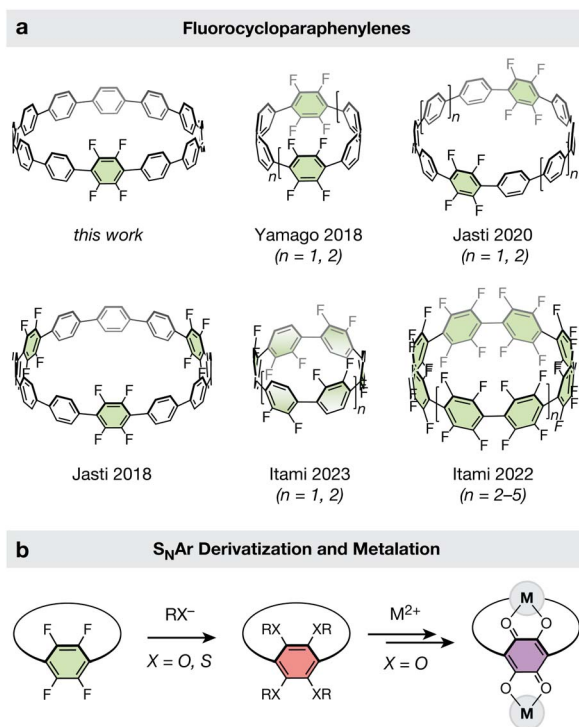 a Fluorocycloparaphenylenes
F F F F
this work
F F F F n F F F F
Yamago 2018
(n = 1, 2)
F F F F n F F F F n
Jasti 2020
(n = 1, 2)
F F F F F F F F F F F F
Jasti 2018
F F F F F F F F n
Itami 2023
(n = 1, 2)
F F F F F F F F F F F F F F F F n
Itami 2022
(n = 2–5)
b SNAr Derivatization and Metalation
F F F F
RX–
X = O, S
RX XR RX XR
M2+
X = O
M
O O
O O
M